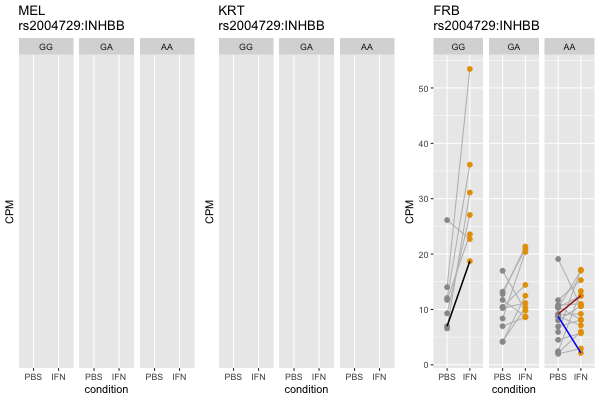 MEL
rs2004729:INHBB
GG GA AA
CPM
PBS IFN PBS IFN PBS IFN
condition
KRT
rs2004729:INHBB
GG GA AA
CPM
PBS IFN PBS IFN PBS IFN
condition
FRB
rs2004729:INHBB
GG GA AA
CPM
50
40
30
20
10
0
PBS IFN PBS IFN PBS IFN
condition